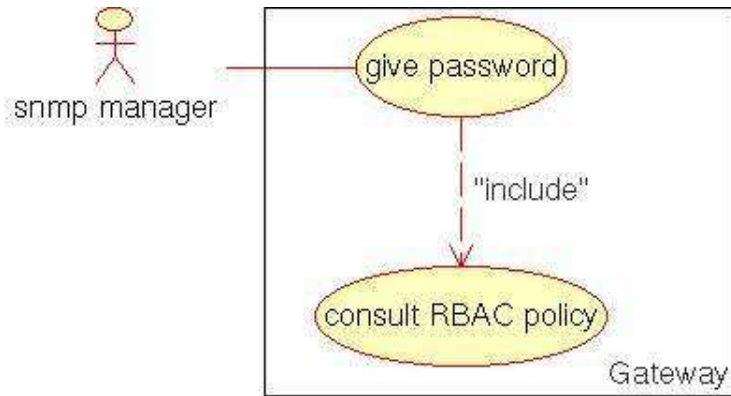 give password
snmp manager
"include"
consult RBAC policy
Gateway